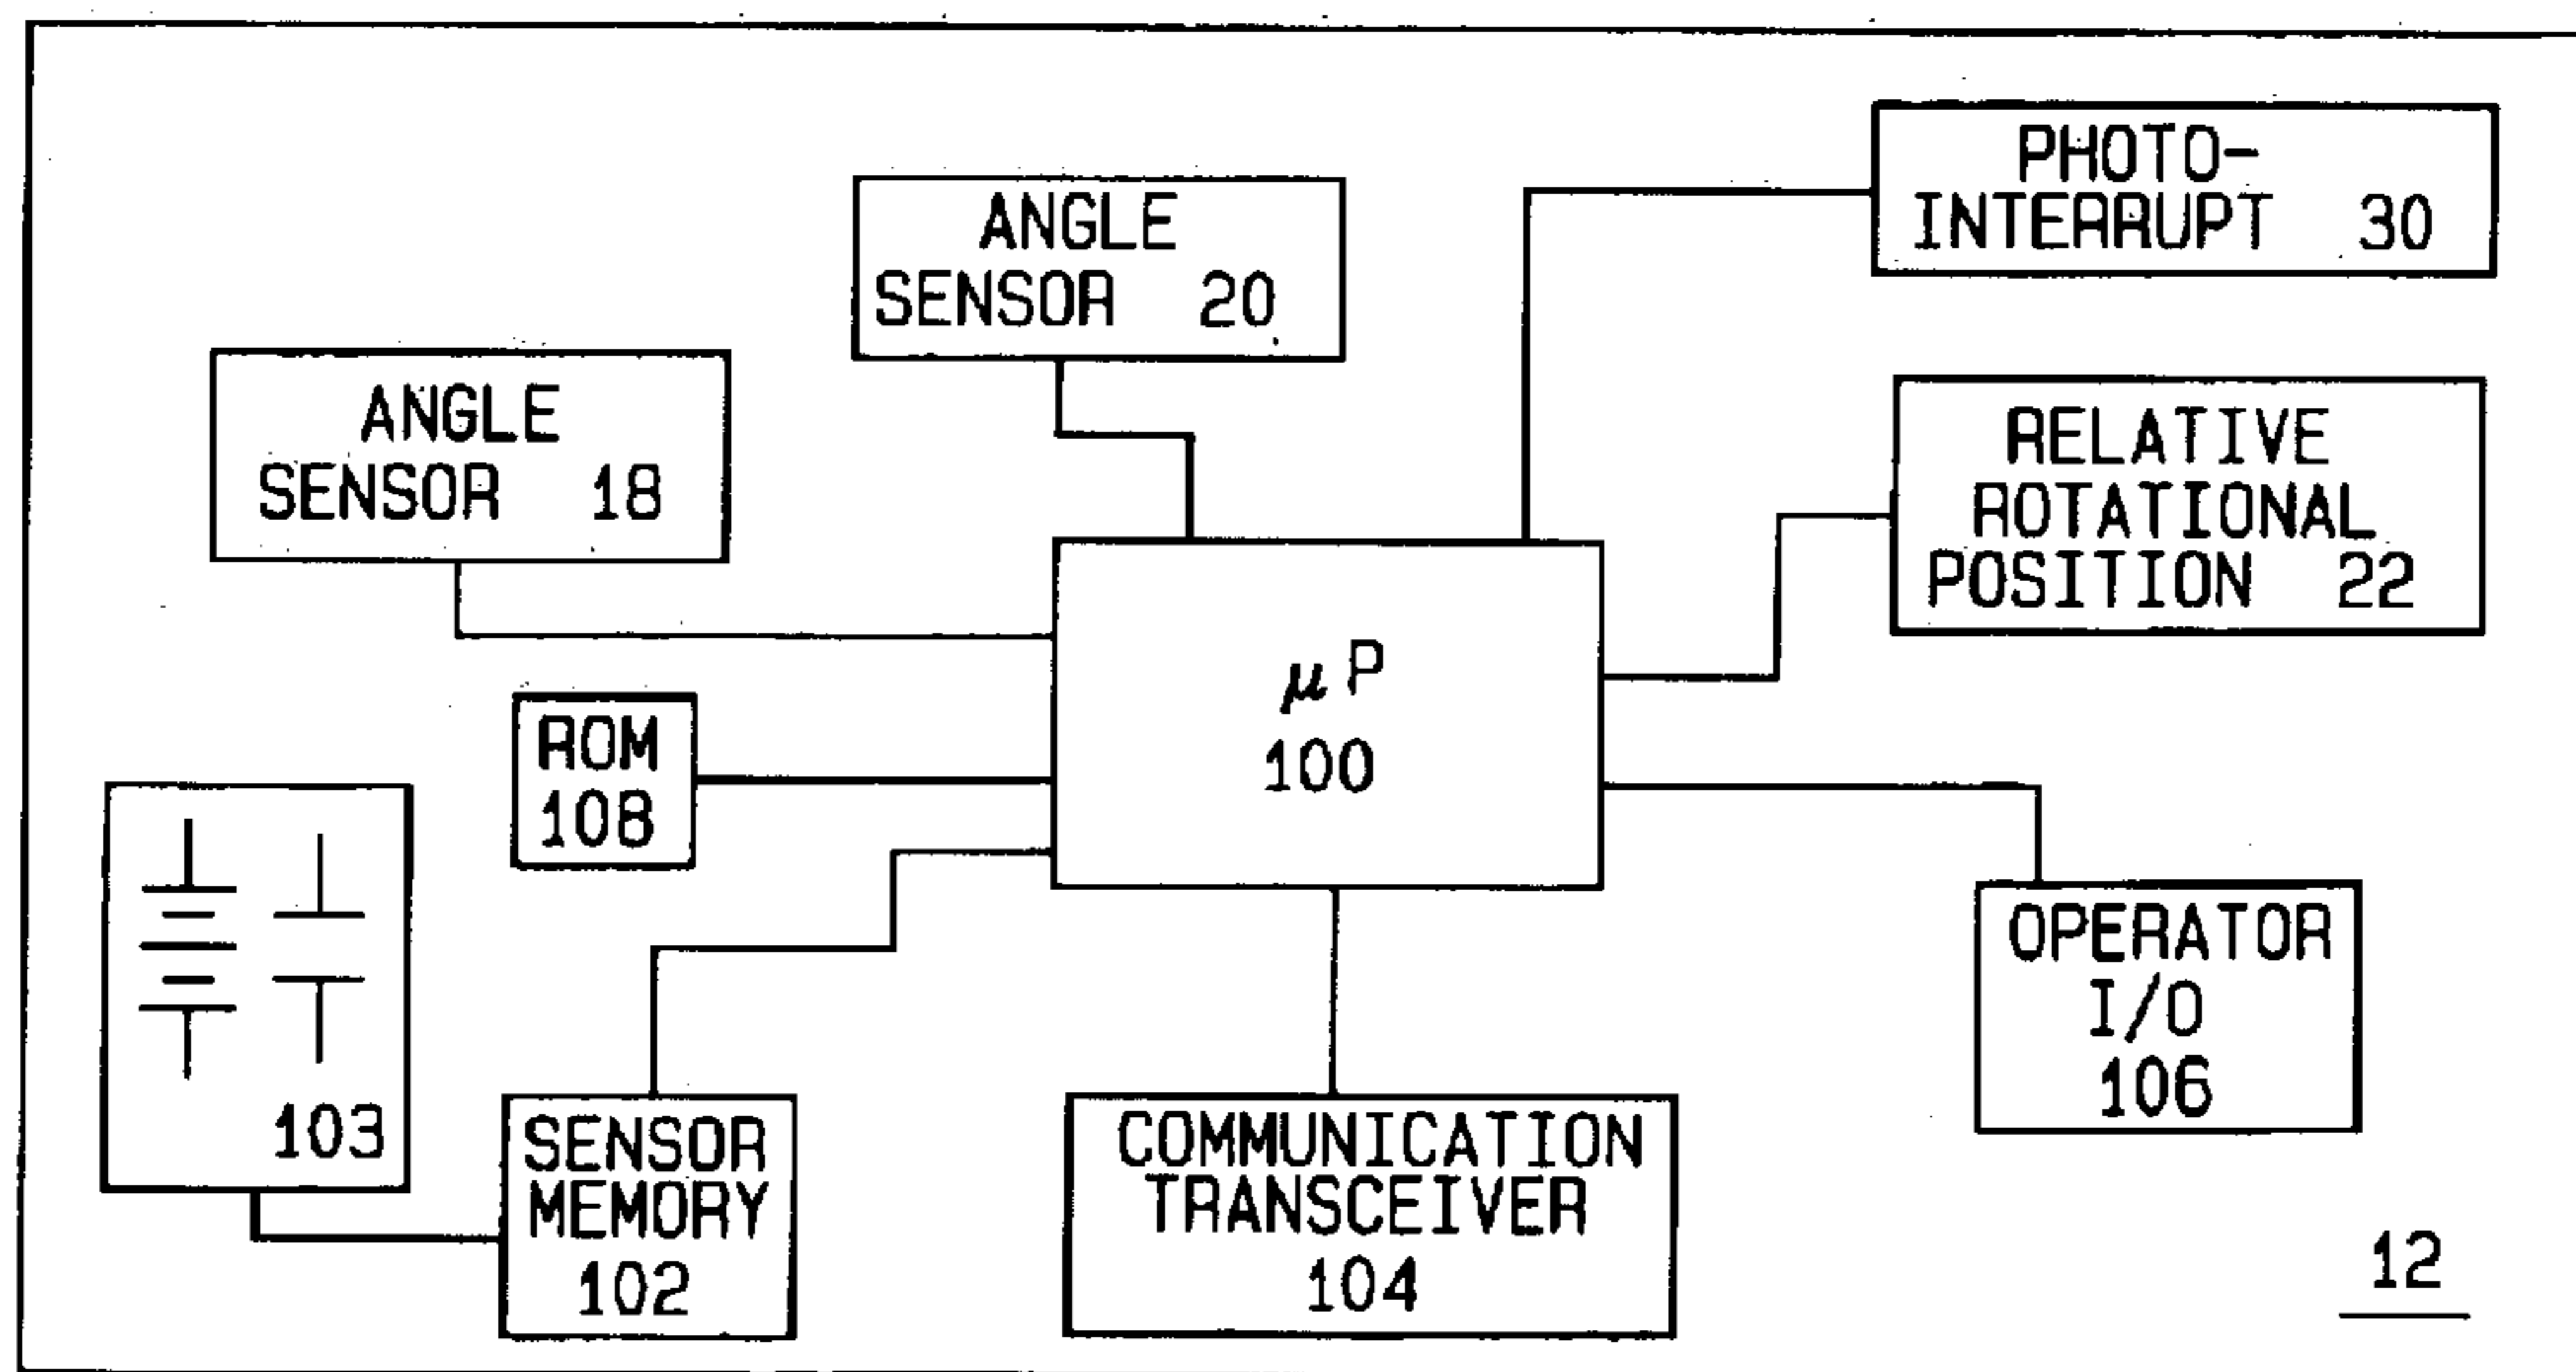 PHOTO-
INTERRUPT 30
ANGLE
SENSOR 20
ANGLE
SENSOR 18
RELATIVE
ROTATIONAL
POSITION 22
μP
100
ROM
108
103
OPERATOR
I/O
106
SENSOR
MEMORY
102
COMMUNICATION
TRANSCEIVER
104
12